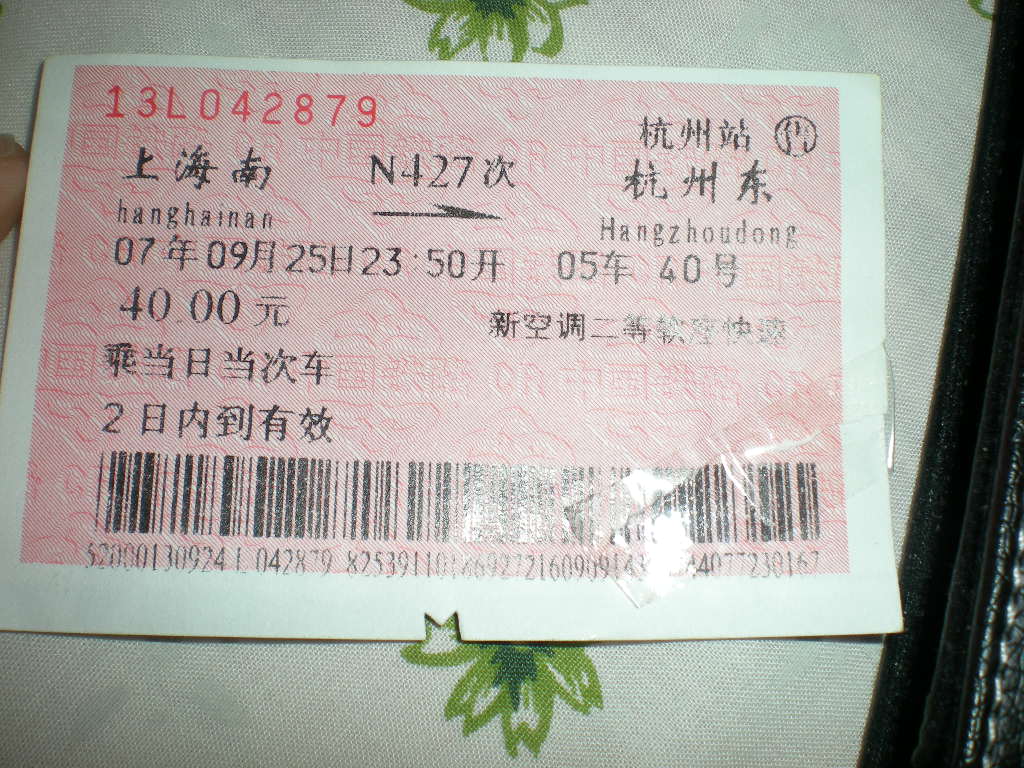 13L042879
杭州站
上海南 N427次 杭州东
hanghainan Hangzhoudong
07年09月25日23:50开 05车 40号
40.00元 新空调二等软座快速
乘当日当次车
2日内到有效